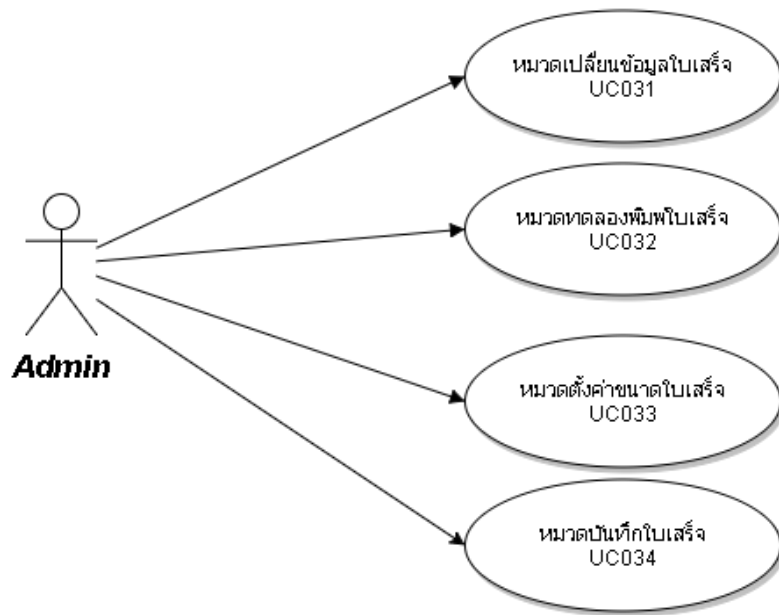 หมวดเปลี่ยนข้อมูลใบเสร็จ
UC031
หมวดทดลองพิมพ์ใบเสร็จ
UC032
Admin
หมวดตั้งค่าขนาดใบเสร็จ
UC033
หมวดบันทึกใบเสร็จ
UC034